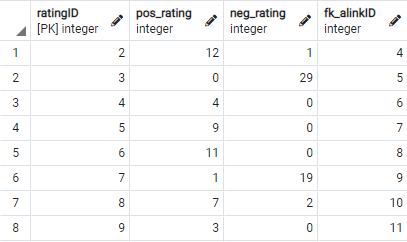 ratingID pos_rating neg_rating fk_alinkID
[PK] integer integer integer integer
1 2 12 1 4
2 3 0 29 5
3 4 4 0 6
4 5 9 0 7
5 6 11 0 8
6 7 1 19 9
7 8 7 2 10
8 9 3 0 11